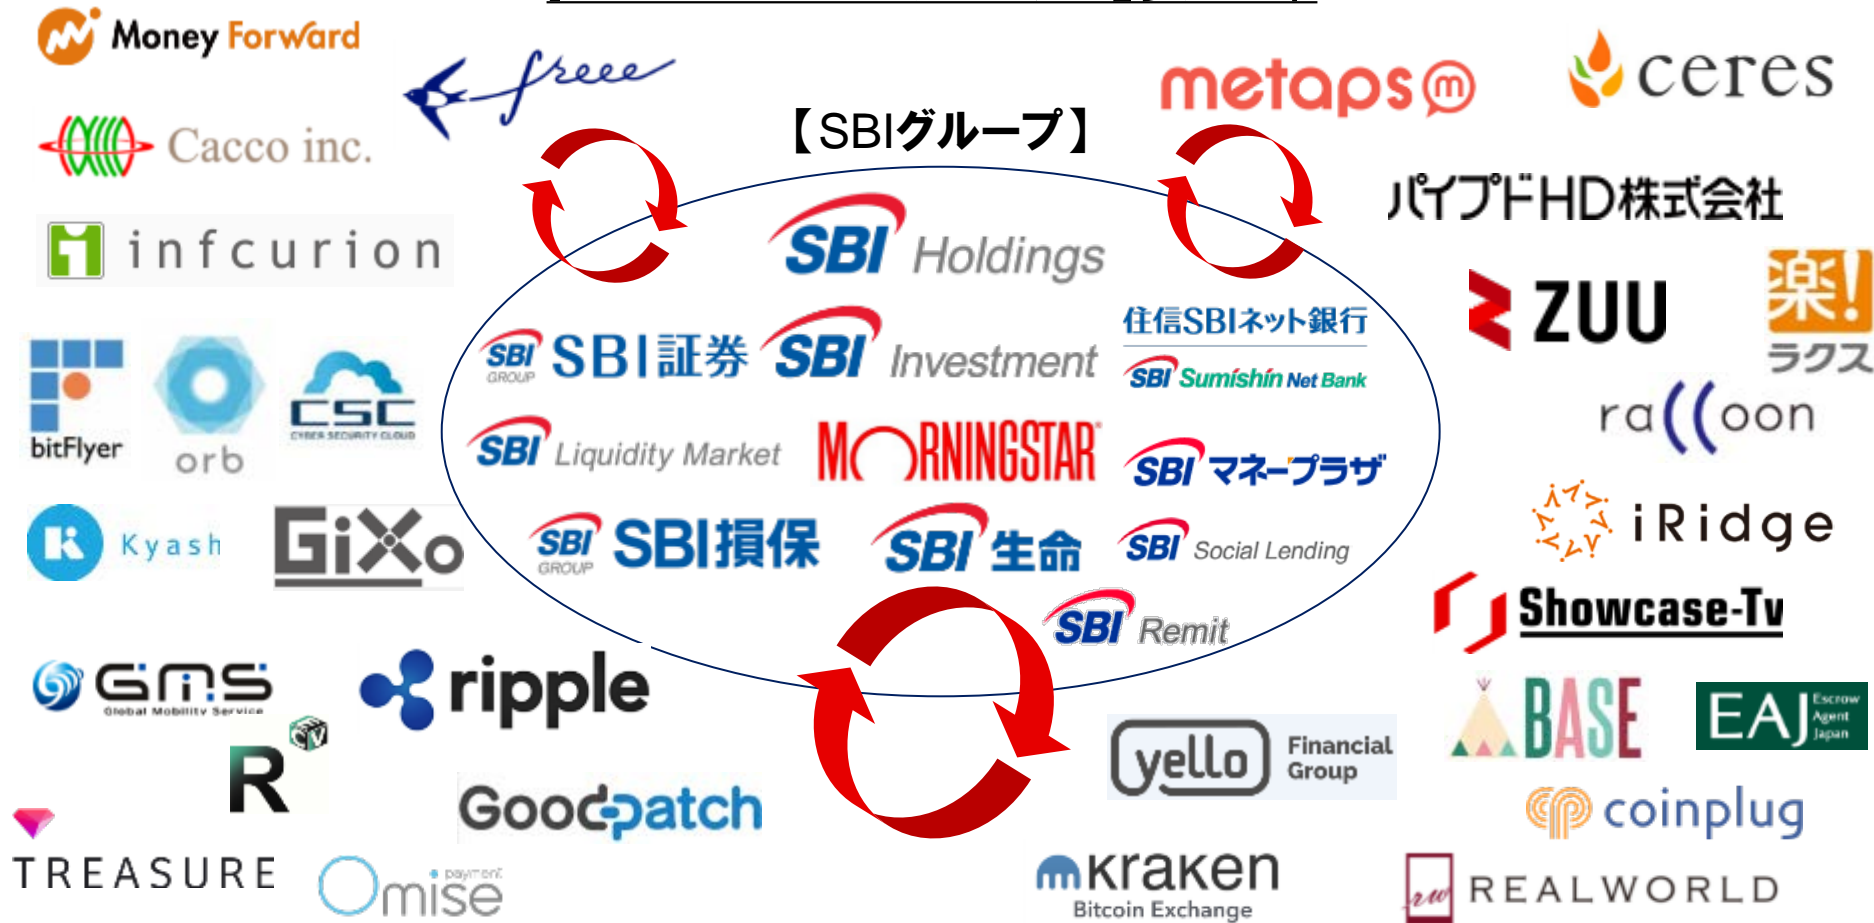 Money Forward
freee
metaps m
ceres
Cacco inc.
【SBIグループ】
パイプドHD株式会社
infcurion
SBI Holdings
ZUU
楽!
ラクス
bitFlyer
orb
CSC
CYBER SECURITY CLOUD
SBI GROUP SBI証券
SBI Investment
住信SBIネット銀行
SBI Sumishin Net Bank
raccoon
SBI Liquidity Market
MORNINGSTAR
SBI マネープラザ
Kyash
GiXo
SBI GROUP SBI損保
SBI 生命
SBI Social Lending
iRidge
SBI Remit
Showcase-Tv
GMS
Global Mobility Service
ripple
BASE
EAJ Escrow Agent Japan
R
CEV
yello Financial Group
Goodpatch
coinplug
TREASURE
Omise payment
kraken
Bitcoin Exchange
rw REALWORLD